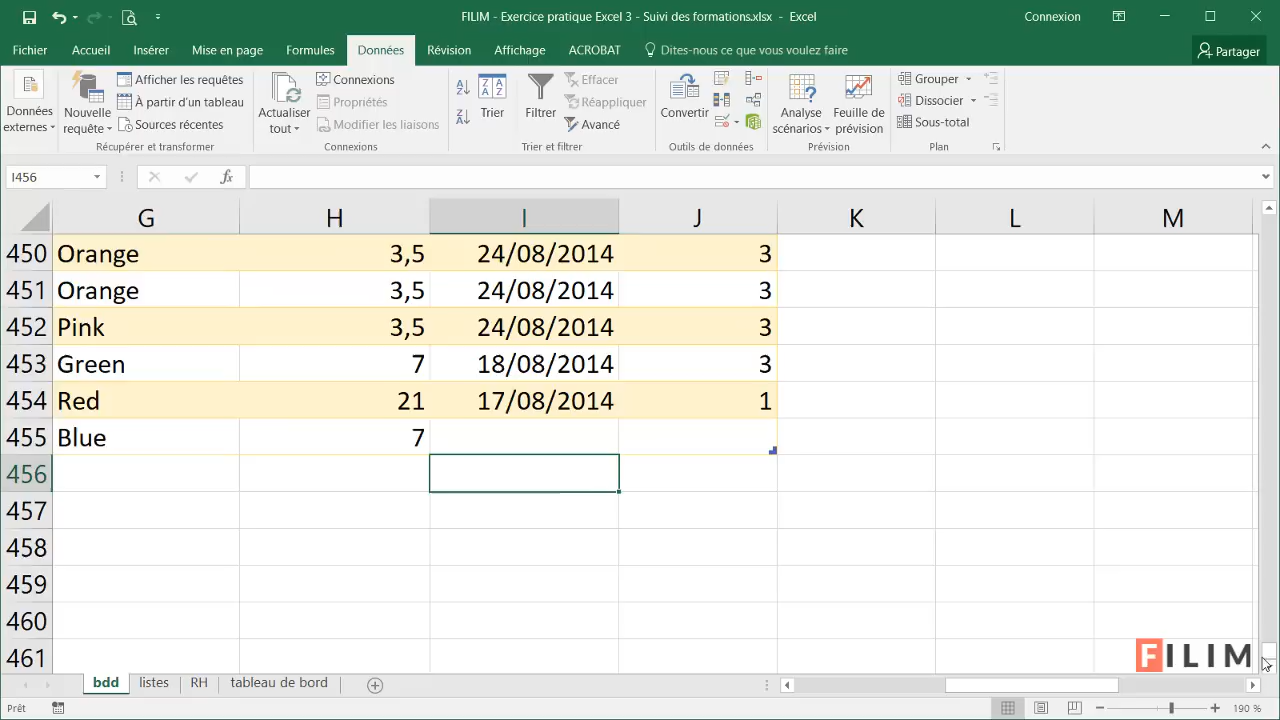 FILIM - Exercice pratique Excel 3 - Suivi des formations.xlsx - Excel
Connexion
Fichier Accueil Insérer Mise en page Formules Données Révision Affichage ACROBAT Dites-nous ce que vous voulez faire Partager
Données externes
Nouvelle requête
Afficher les requêtes
À partir d'un tableau
Sources récentes
Récupérer et transformer
Actualiser tout
Connexions
Propriétés
Modifier les liaisons
Connexions
Trier
Filtrer
Effacer
Réappliquer
Avancé
Trier et filtrer
Convertir
Outils de données
Analyse scénarios
Feuille de prévision
Prévision
Grouper
Dissocier
Sous-total
Plan
I456 fx
G H I J K L M
450 Orange 3,5 24/08/2014 3
451 Orange 3,5 24/08/2014 3
452 Pink 3,5 24/08/2014 3
453 Green 7 18/08/2014 3
454 Red 21 17/08/2014 1
455 Blue 7
456
457
458
459
460
461
FILIM
bdd listes RH tableau de bord
Prêt
190 %